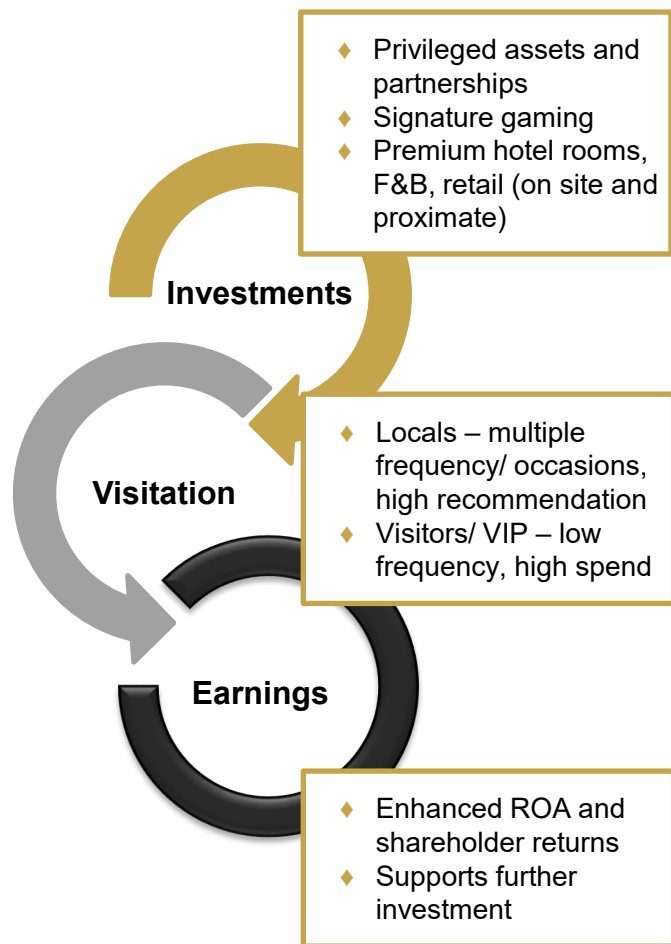 ♦ Privileged assets and
partnerships
♦ Signature gaming
♦ Premium hotel rooms,
F&B, retail (on site and
proximate)
Investments
♦ Locals – multiple
frequency/ occasions,
high recommendation
♦ Visitors/ VIP – low
frequency, high spend
Visitation
Earnings
♦ Enhanced ROA and
shareholder returns
♦ Supports further
investment